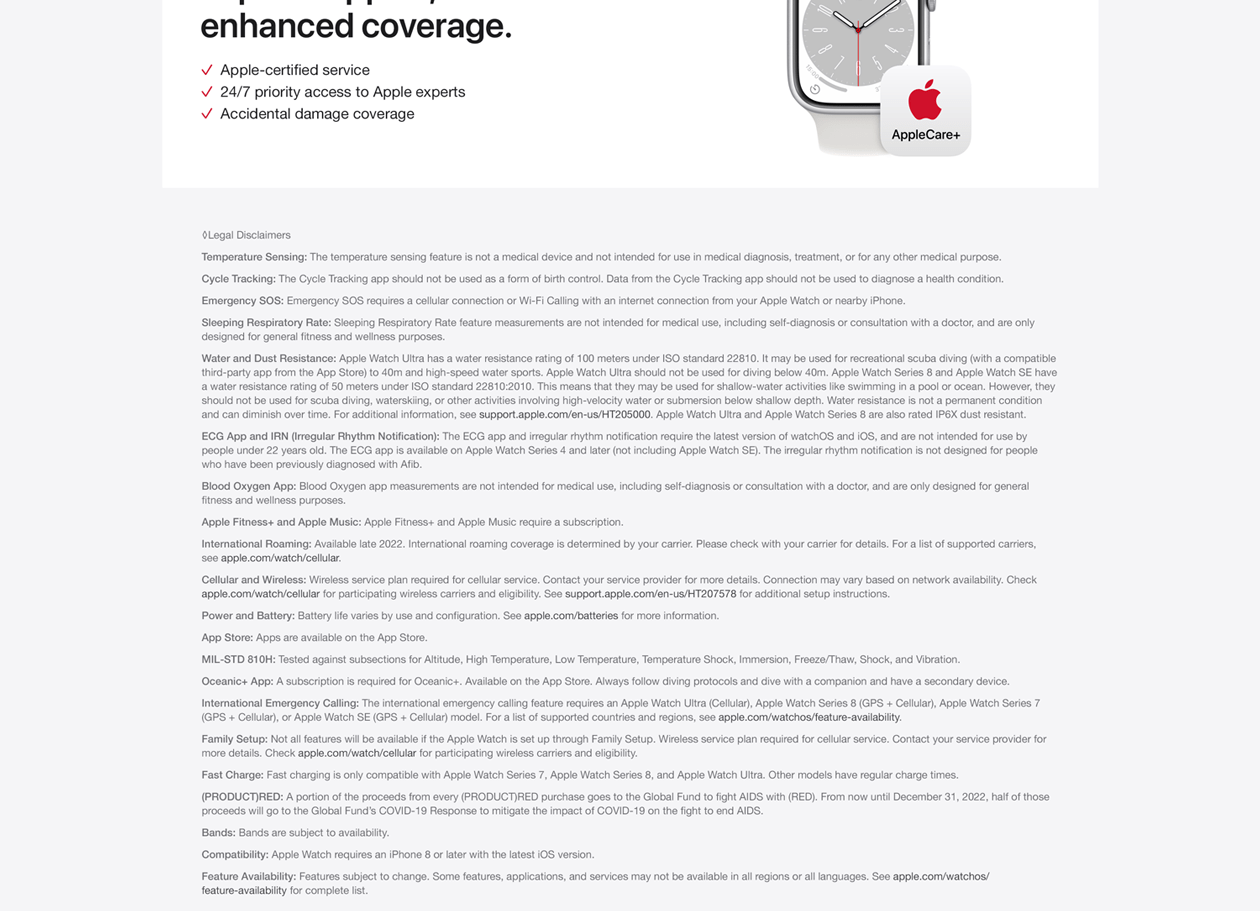 enhanced coverage.
Apple-certified service
24/7 priority access to Apple experts
Accidental damage coverage
AppleCare+
◊Legal Disclaimers
Temperature Sensing: The temperature sensing feature is not a medical device and not intended for use in medical diagnosis, treatment, or for any other medical purpose.
Cycle Tracking: The Cycle Tracking app should not be used as a form of birth control. Data from the Cycle Tracking app should not be used to diagnose a health condition.
Emergency SOS: Emergency SOS requires a cellular connection or Wi-Fi Calling with an internet connection from your Apple Watch or nearby iPhone.
Sleeping Respiratory Rate: Sleeping Respiratory Rate feature measurements are not intended for medical use, including self-diagnosis or consultation with a doctor, and are only
designed for general fitness and wellness purposes.
Water and Dust Resistance: Apple Watch Ultra has a water resistance rating of 100 meters under ISO standard 22810. It may be used for recreational scuba diving (with a compatible
third-party app from the App Store) to 40m and high-speed water sports. Apple Watch Ultra should not be used for diving below 40m. Apple Watch Series 8 and Apple Watch SE have
a water resistance rating of 50 meters under ISO standard 22810:2010. This means that they may be used for shallow-water activities like swimming in a pool or ocean. However, they
should not be used for scuba diving, waterskiing, or other activities involving high-velocity water or submersion below shallow depth. Water resistance is not a permanent condition
and can diminish over time. For additional information, see support.apple.com/en-us/HT205000. Apple Watch Ultra and Apple Watch Series 8 are also rated IP6X dust resistant.
ECG App and IRN (Irregular Rhythm Notification): The ECG app and irregular rhythm notification require the latest version of watchOS and iOS, and are not intended for use by
people under 22 years old. The ECG app is available on Apple Watch Series 4 and later (not including Apple Watch SE). The irregular rhythm notification is not designed for people
who have been previously diagnosed with Afib.
Blood Oxygen App: Blood Oxygen app measurements are not intended for medical use, including self-diagnosis or consultation with a doctor, and are only designed for general
fitness and wellness purposes.
Apple Fitness+ and Apple Music: Apple Fitness+ and Apple Music require a subscription.
International Roaming: Available late 2022. International roaming coverage is determined by your carrier. Please check with your carrier for details. For a list of supported carriers,
see apple.com/watch/cellular.
Cellular and Wireless: Wireless service plan required for cellular service. Contact your service provider for more details. Connection may vary based on network availability. Check
apple.com/watch/cellular for participating wireless carriers and eligibility. See support.apple.com/en-us/HT207578 for additional setup instructions.
Power and Battery: Battery life varies by use and configuration. See apple.com/batteries for more information.
App Store: Apps are available on the App Store.
MIL-STD 810H: Tested against subsections for Altitude, High Temperature, Low Temperature, Temperature Shock, Immersion, Freeze/Thaw, Shock, and Vibration.
Oceanic+ App: A subscription is required for Oceanic+. Available on the App Store. Always follow diving protocols and dive with a companion and have a secondary device.
International Emergency Calling: The international emergency calling feature requires an Apple Watch Ultra (Cellular), Apple Watch Series 8 (GPS + Cellular), Apple Watch Series 7
(GPS + Cellular), or Apple Watch SE (GPS + Cellular) model. For a list of supported countries and regions, see apple.com/watchos/feature-availability.
Family Setup: Not all features will be available if the Apple Watch is set up through Family Setup. Wireless service plan required for cellular service. Contact your service provider for
more details. Check apple.com/watch/cellular for participating wireless carriers and eligibility.
Fast Charge: Fast charging is only compatible with Apple Watch Series 7, Apple Watch Series 8, and Apple Watch Ultra. Other models have regular charge times.
(PRODUCT)RED: A portion of the proceeds from every (PRODUCT)RED purchase goes to the Global Fund to fight AIDS with (RED). From now until December 31, 2022, half of those
proceeds will go to the Global Fund's COVID-19 Response to mitigate the impact of COVID-19 on the fight to end AIDS.
Bands: Bands are subject to availability.
Compatibility: Apple Watch requires an iPhone 8 or later with the latest iOS version.
Feature Availability: Features subject to change. Some features, applications, and services may not be available in all regions or all languages. See apple.com/watchos/
feature-availability for complete list.